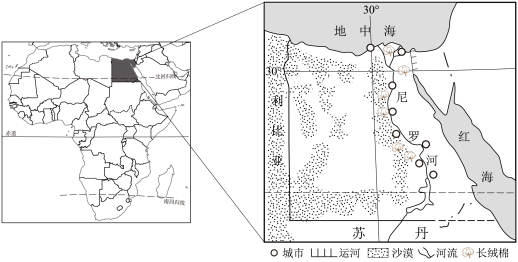 北回归线
赤道
南回归线
30°
地中海
30°
利比亚
尼罗河
红海
苏丹
城市 运河 沙漠 河流 长绒棉